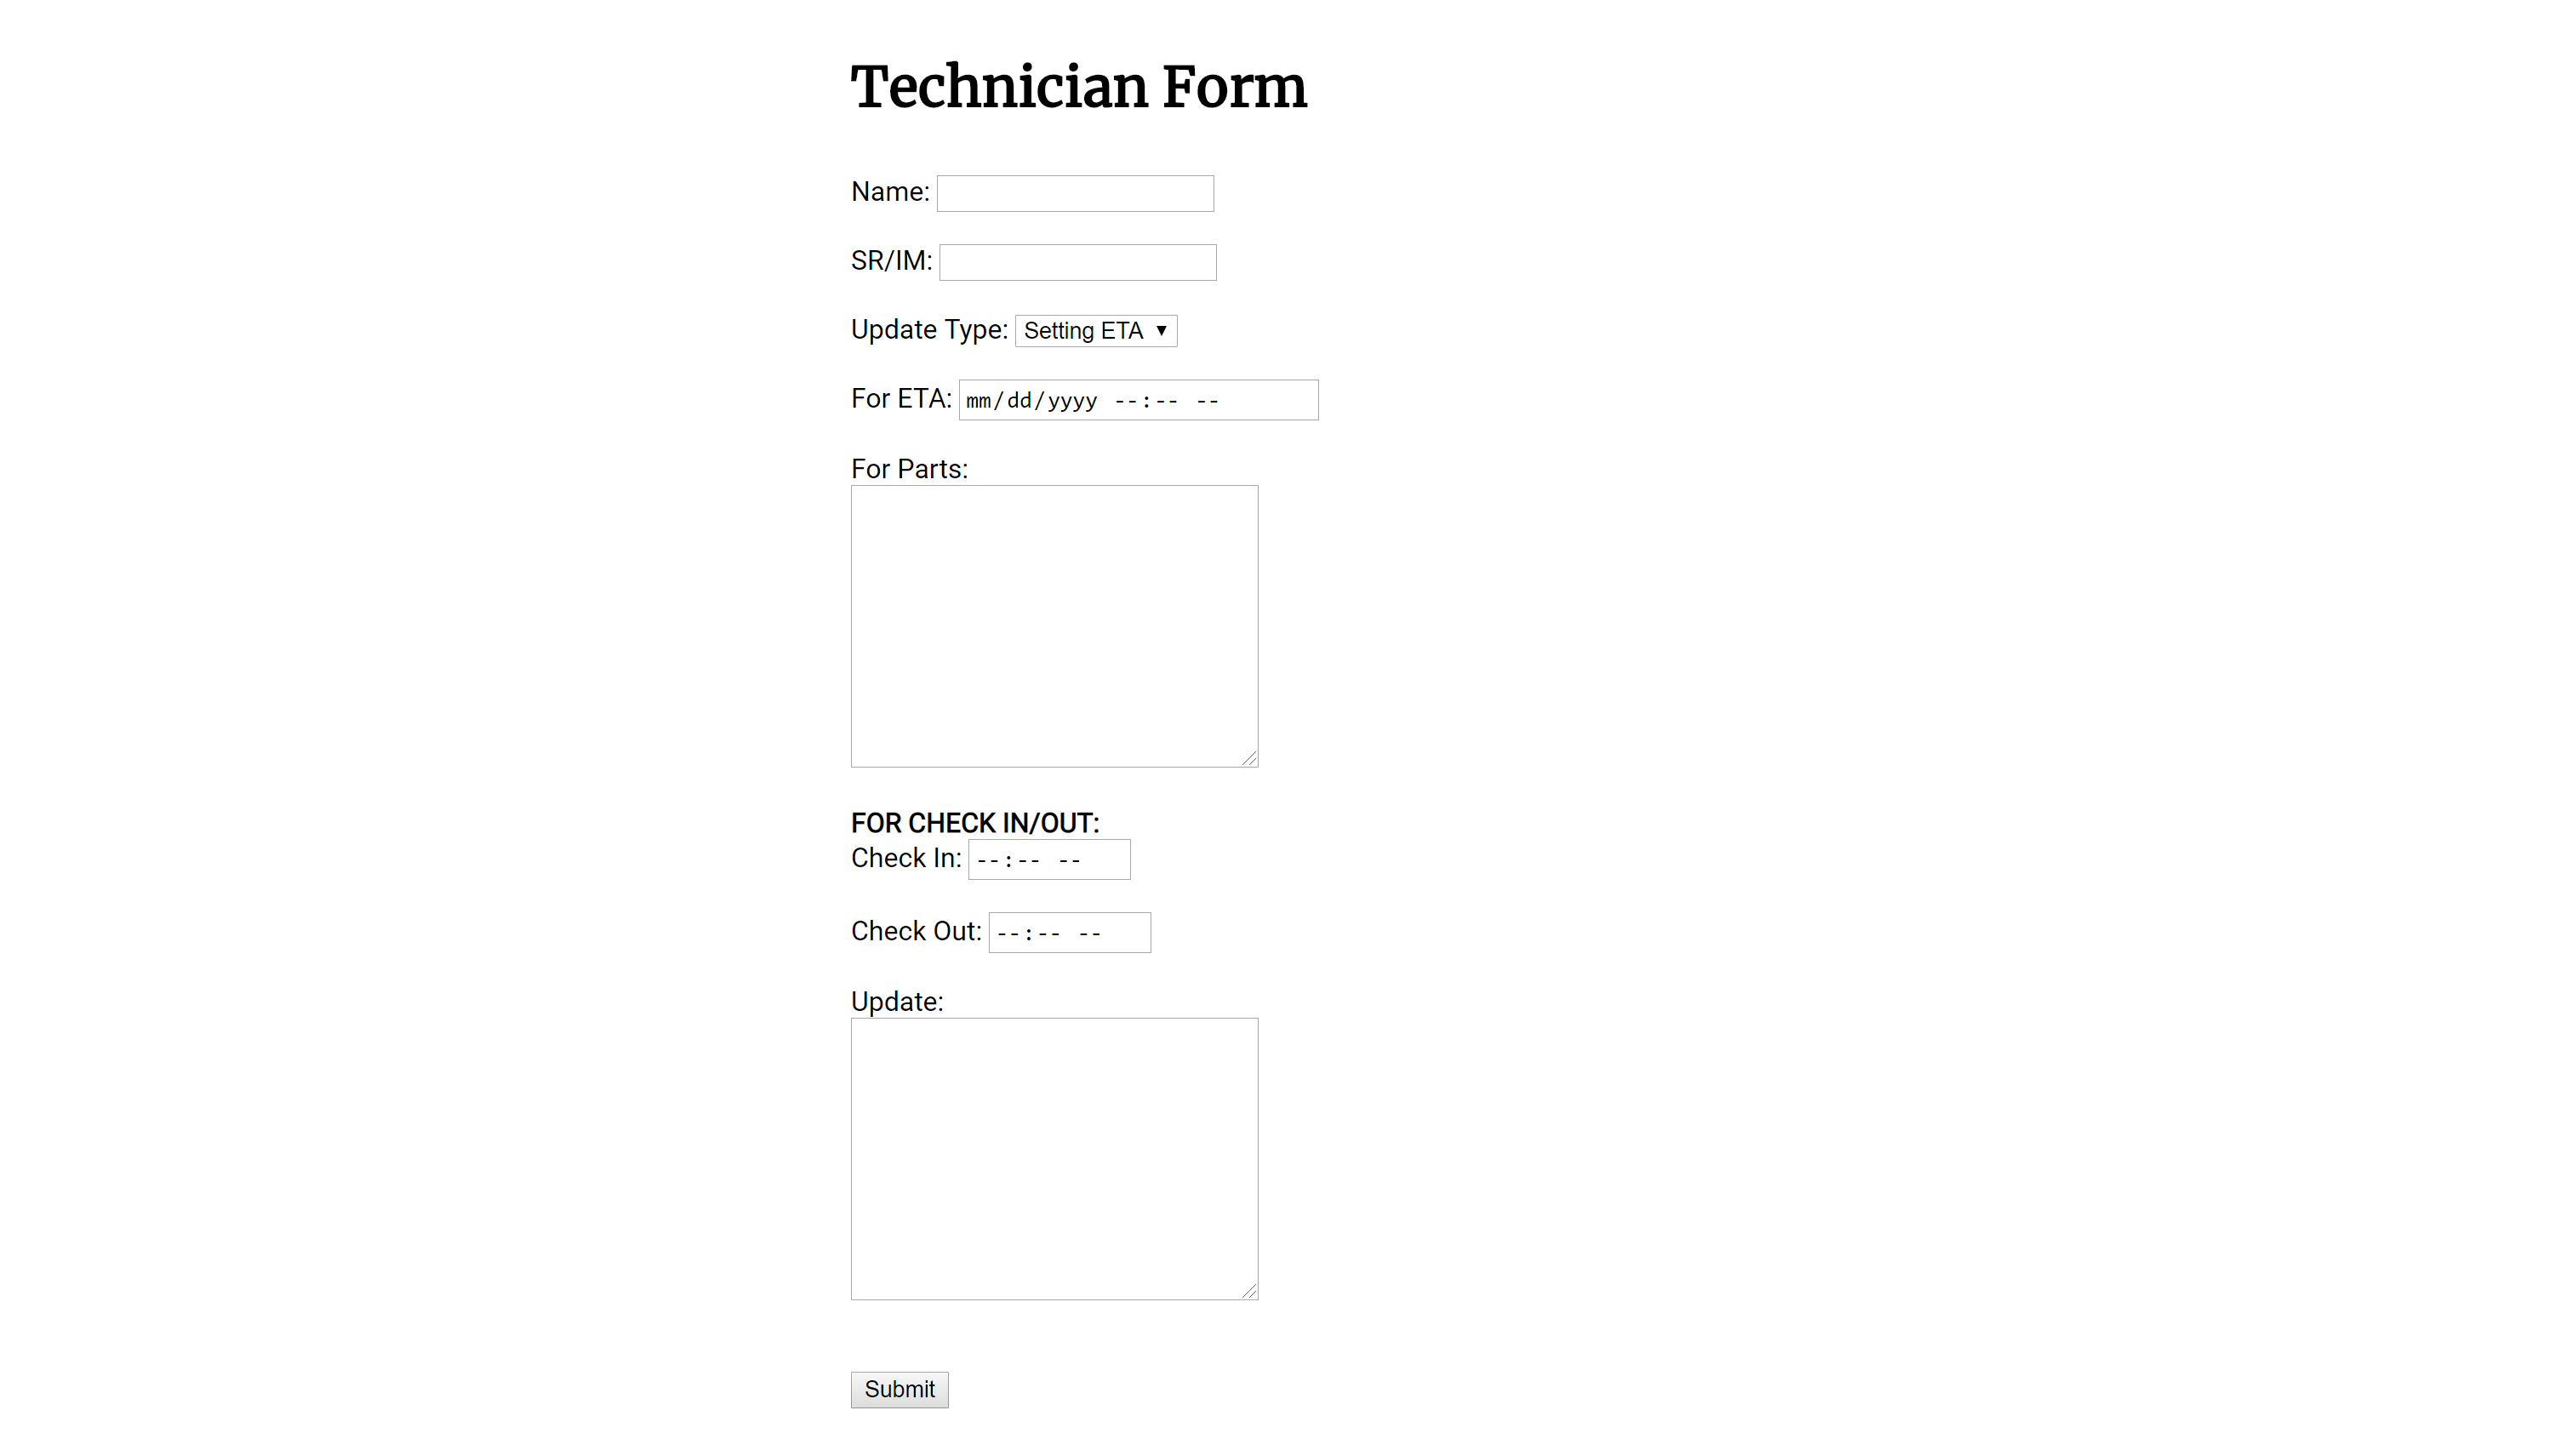 Technician Form
Name:
SR/IM:
Update Type: Setting ETA
For ETA: mm/dd/yyyy --:-- --
For Parts:
FOR CHECK IN/OUT:
Check In: --:-- --
Check Out: --:-- --
Update:
Submit